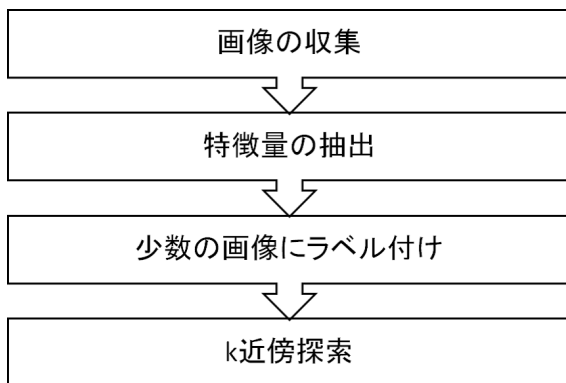 画像の収集
特徴量の抽出
少数の画像にラベル付け
k近傍探索